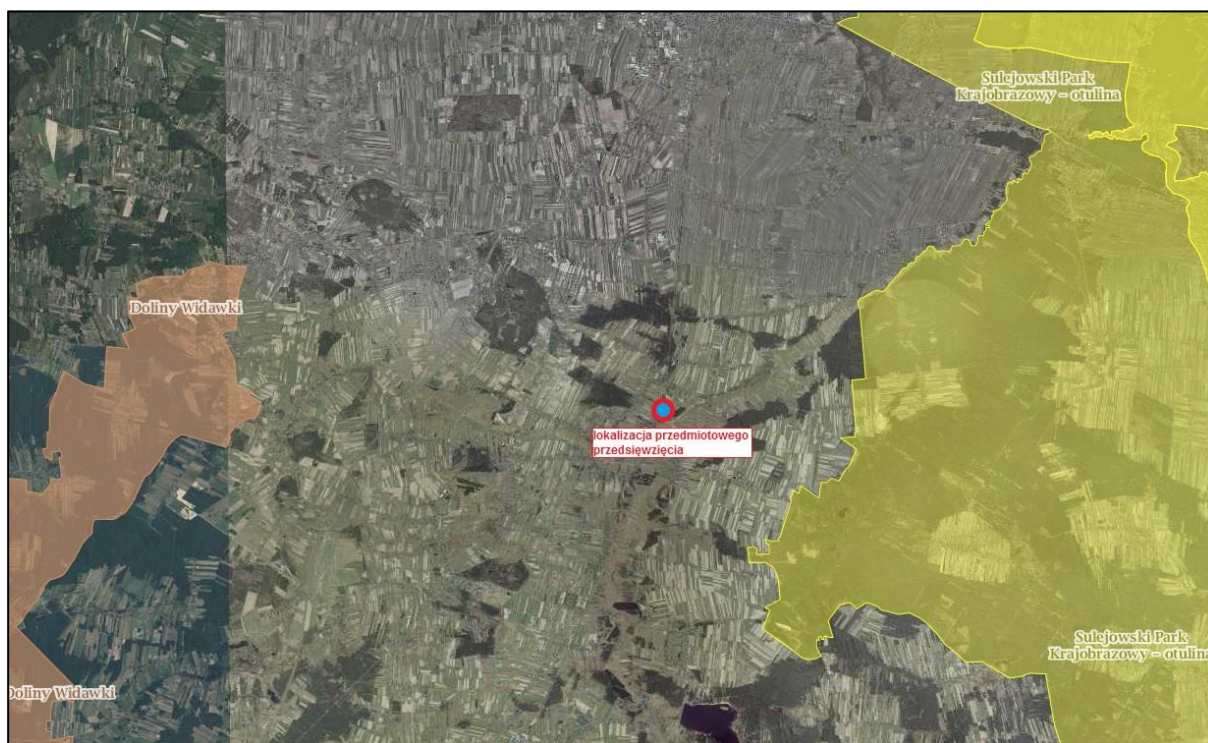 Sulejowski Park
Krajobrazowy – otulina
Doliny Widawki
lokalizacja przedmiotowego
przedsięwzięcia
Sulejowski Park
Krajobrazowy – otulina
Doliny Widawki